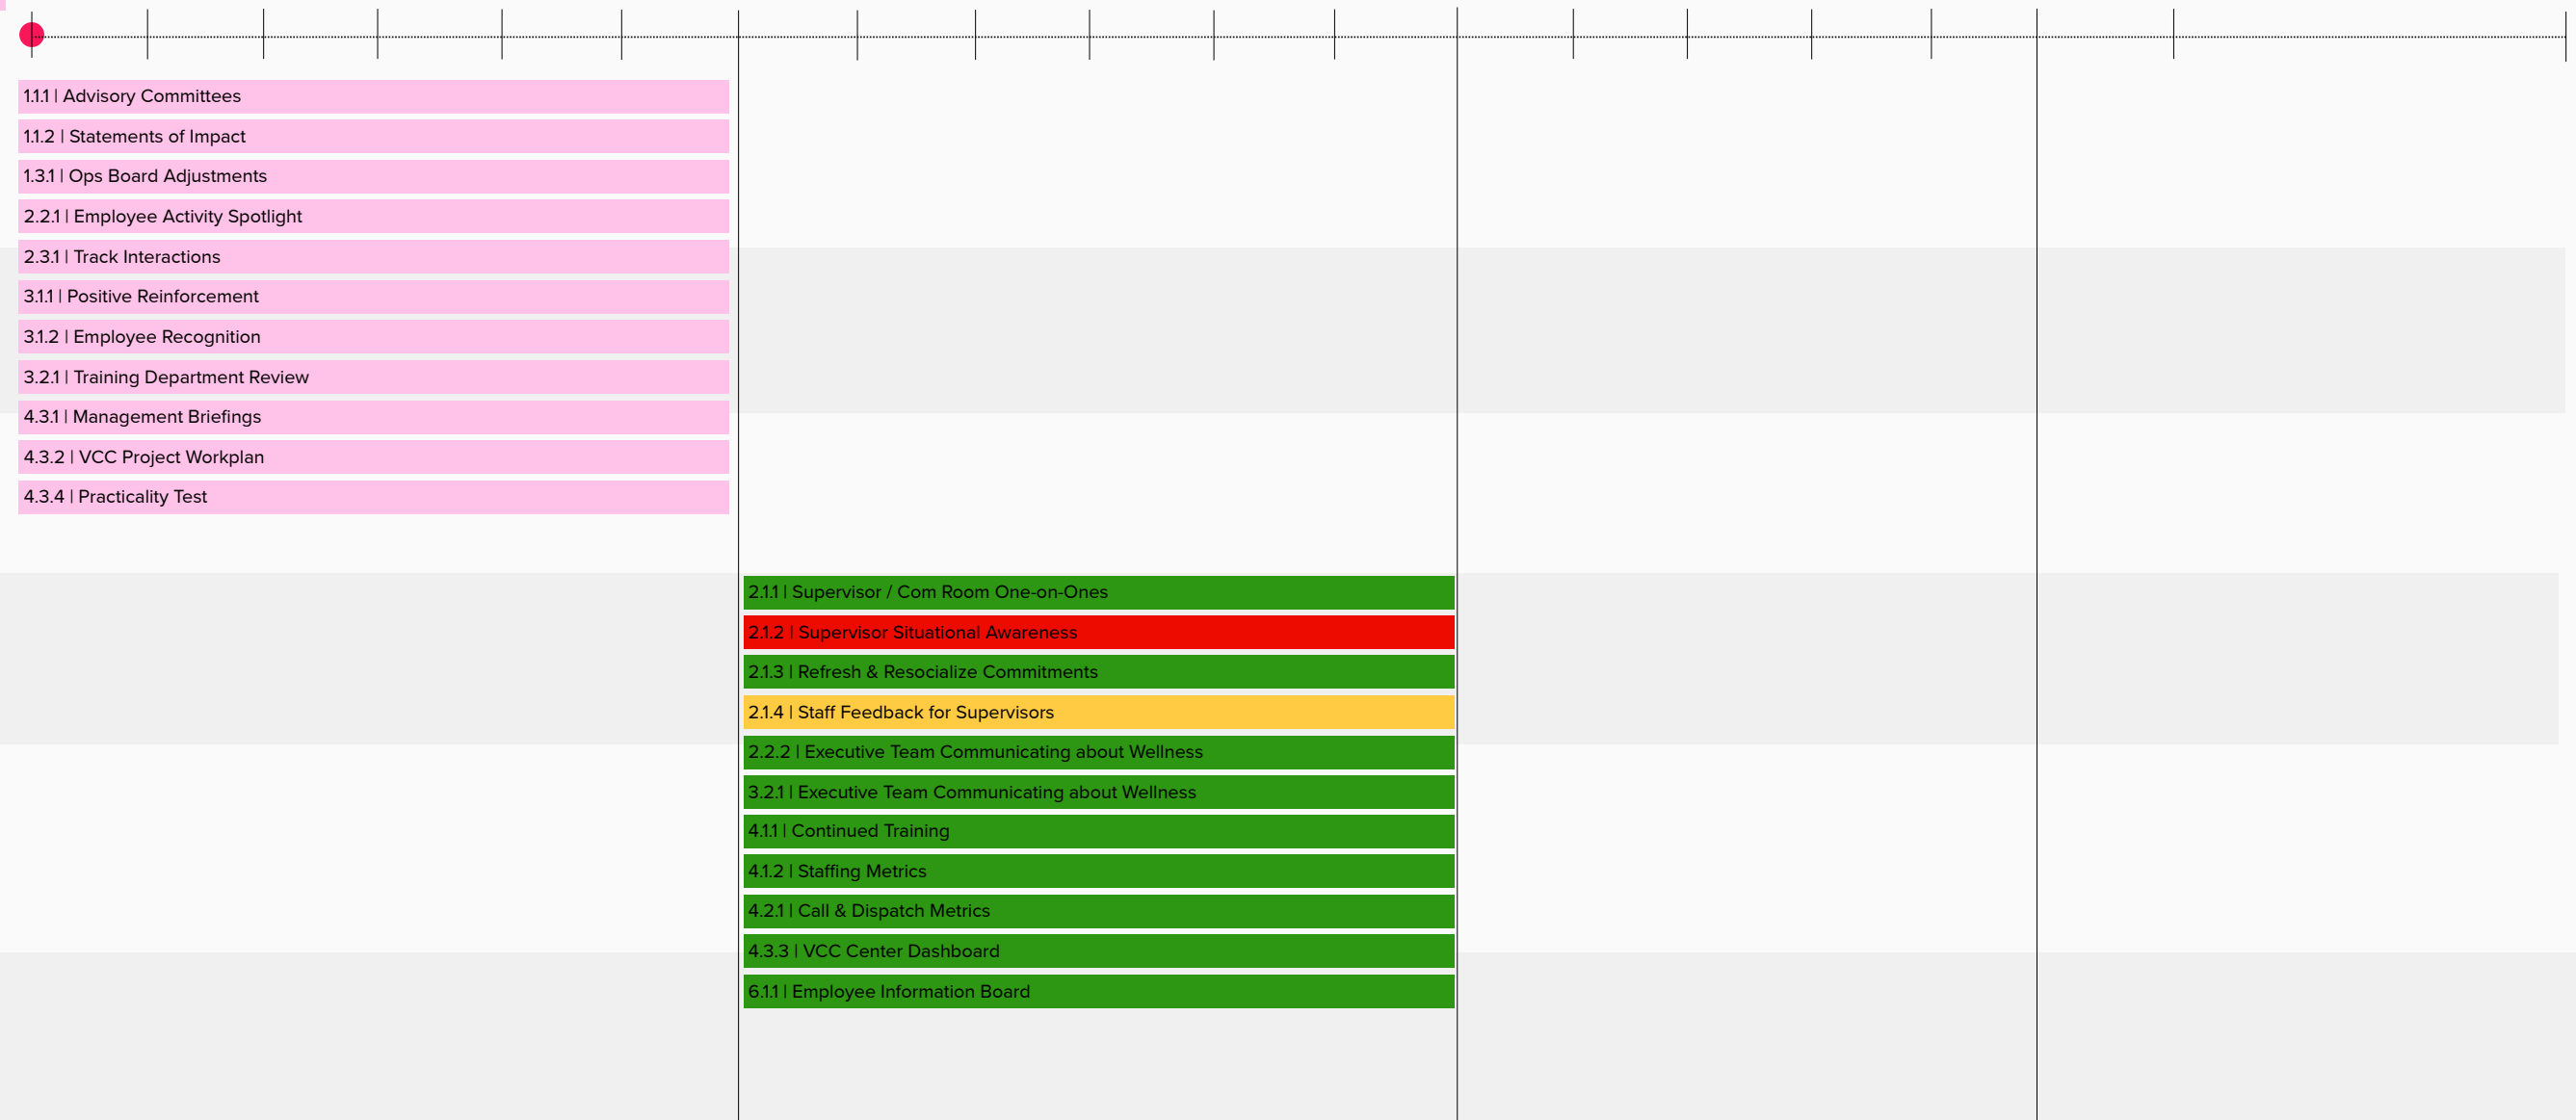 1.1.1 | Advisory Committees
1.1.2 | Statements of Impact
1.3.1 | Ops Board Adjustments
2.2.1 | Employee Activity Spotlight
2.3.1 | Track Interactions
3.1.1 | Positive Reinforcement
3.1.2 | Employee Recognition
3.2.1 | Training Department Review
4.3.1 | Management Briefings
4.3.2 | VCC Project Workplan
4.3.4 | Practicality Test
2.1.1 | Supervisor / Com Room One-on-Ones
2.1.2 | Supervisor Situational Awareness
2.1.3 | Refresh & Resocialize Commitments
2.1.4 | Staff Feedback for Supervisors
2.2.2 | Executive Team Communicating about Wellness
3.2.1 | Executive Team Communicating about Wellness
4.1.1 | Continued Training
4.1.2 | Staffing Metrics
4.2.1 | Call & Dispatch Metrics
4.3.3 | VCC Center Dashboard
6.1.1 | Employee Information Board